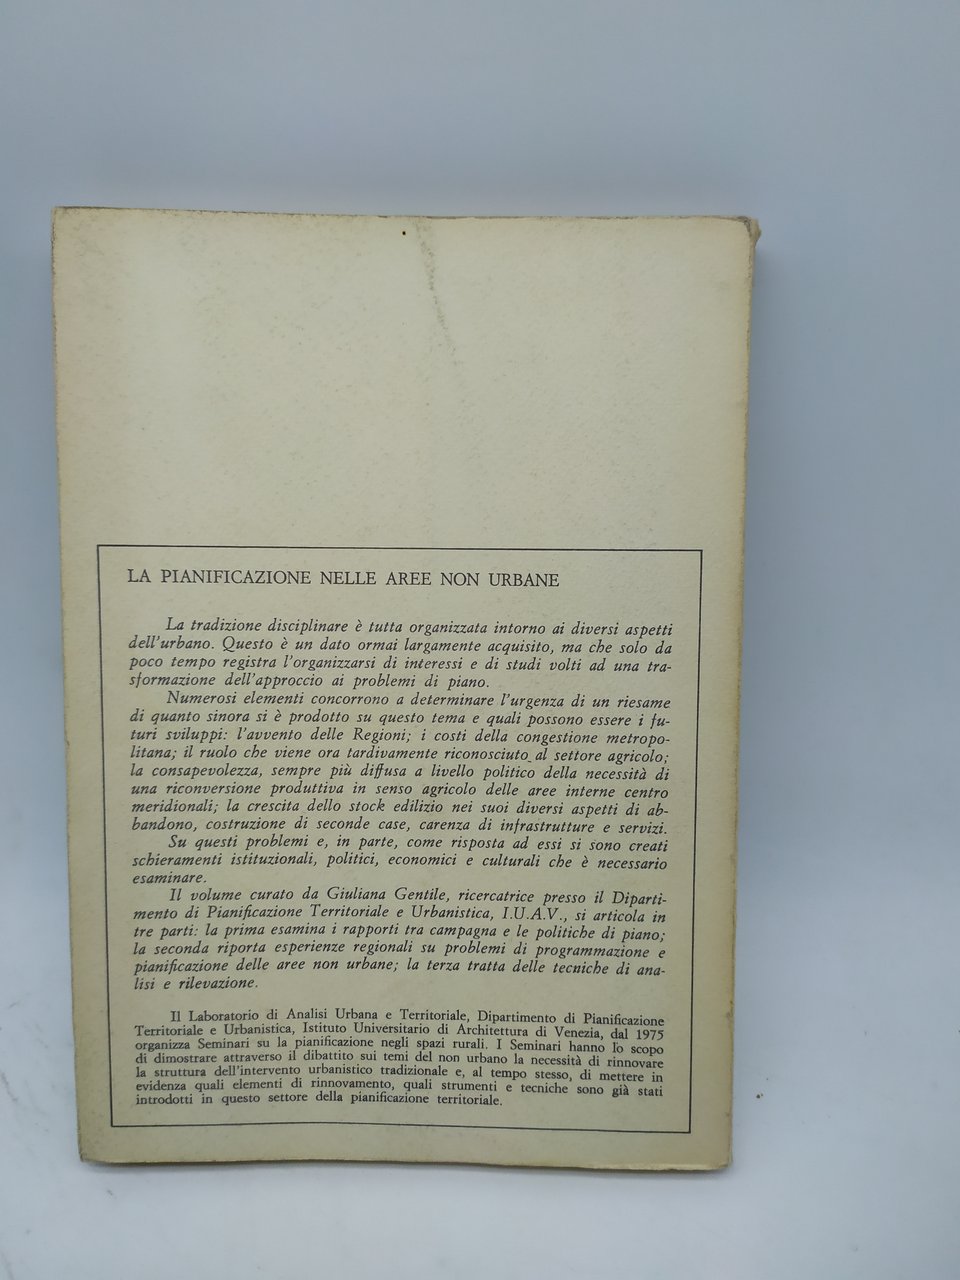 LA PIANIFICAZIONE NELLE AREE NON URBANE
La tradizione disciplinare è tutta organizzata intorno ai diversi aspetti
dell'urbano. Questo è un dato ormai largamente acquisito, ma che solo da
poco tempo registra l'organizzarsi di interessi e di studi volti ad una tra-
sformazione dell'approccio ai problemi di piano.
Numerosi elementi concorrono a determinare l'urgenza di un riesame
di quanto sinora si è prodotto su questo tema e quali possono essere i fu-
turi sviluppi: l'avvento delle Regioni; i costi della congestione metropo-
litana; il ruolo che viene ora tardivamente riconosciuto al settore agricolo;
la consapevolezza, sempre più diffusa a livello politico della necessità di
una riconversione produttiva in senso agricolo delle aree interne centro
meridionali; la crescita dello stock edilizio nei suoi diversi aspetti di ab-
bandono, costruzione di seconde case, carenza di infrastrutture e servizi.
Su questi problemi e, in parte, come risposta ad essi si sono creati
schieramenti istituzionali, politici, economici e culturali che è necessario
esaminare.
Il volume curato da Giuliana Gentile, ricercatrice presso il Diparti-
mento di Pianificazione Territoriale e Urbanistica, I.U.A.V., si articola in
tre parti: la prima esamina i rapporti tra campagna e le politiche di piano;
la seconda riporta esperienze regionali su problemi di programmazione e
pianificazione delle aree non urbane; la terza tratta delle tecniche di ana-
lisi e rilevazione.
Il Laboratorio di Analisi Urbana e Territoriale, Dipartimento di Pianificazione
Territoriale e Urbanistica, Istituto Universitario di Architettura di Venezia, dal 1975
organizza Seminari su la pianificazione negli spazi rurali. I Seminari hanno lo scopo
di dimostrare attraverso il dibattito sui temi del non urbano la necessità di rinnovare
la struttura dell'intervento urbanistico tradizionale e, al tempo stesso, di mettere in
evidenza quali elementi di rinnovamento, quali strumenti e tecniche sono già stati
introdotti in questo settore della pianificazione territoriale.